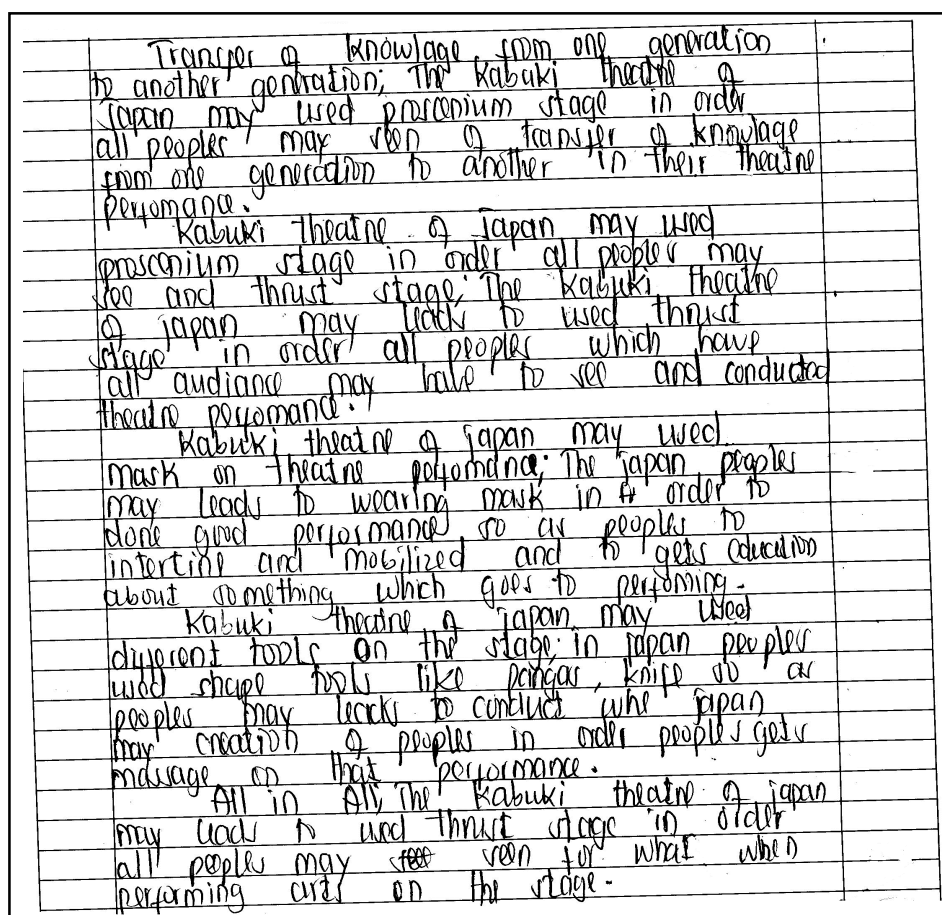 Transfer of knowlage from one generation
to another genration; The Kabuki theatre of
Japan may used proscenium stage in order
all peoples may seen of transfer of knowlage
from one generation to another in their theatre
perfomance.
Kabuki theatre of japan may used
proscenium stage in order all peoples may
see and thrust stage; The Kabuki theatre
of japan may leads to used thrust
stage in order all peoples which have
all audiance may have to see and conducted
theatre perfomance.
Kabuki theatre of japan may used
mask on theatre perfomance; The japan peoples
may leads to wearing mask in order to
done good performance so as peoples to
intertine and mobilized and to gets education
about something which goes to perfoming.
Kabuki theatre of japan may used
different tools on the stage; in japan peoples
used shape tools like pangas, knife so as
peoples may leads to conduct whe japan
may creation of peoples in order peoples gets
massage on that performance.
All in All, The Kabuki theatre of japan
may leads to used thrust stage in order
all peoples may seen for what when
performing arts on the stage.